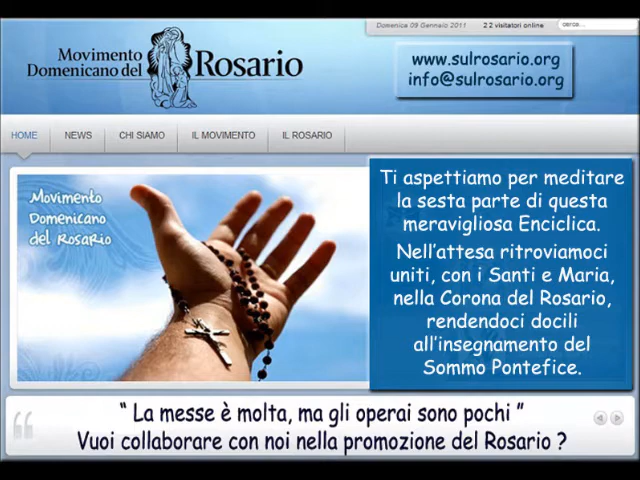 Domenica 09 Gennaio 2011
22 visitatori online
cerca...
Movimento
Domenicano del
Rosario
www.sulrosario.org
info@sulrosario.org
HOME
NEWS
CHI SIAMO
IL MOVIMENTO
IL ROSARIO
Movimento
Domenicano
del Rosario
Ti aspettiamo per meditare
la sesta parte di questa
meravigliosa Enciclica.
Nell'attesa ritroviamoci
uniti, con i Santi e Maria,
nella Corona del Rosario,
rendendoci docili
all'insegnamento del
Sommo Pontefice.
“ La messe è molta, ma gli operai sono pochi ”
Vuoi collaborare con noi nella promozione del Rosario ?